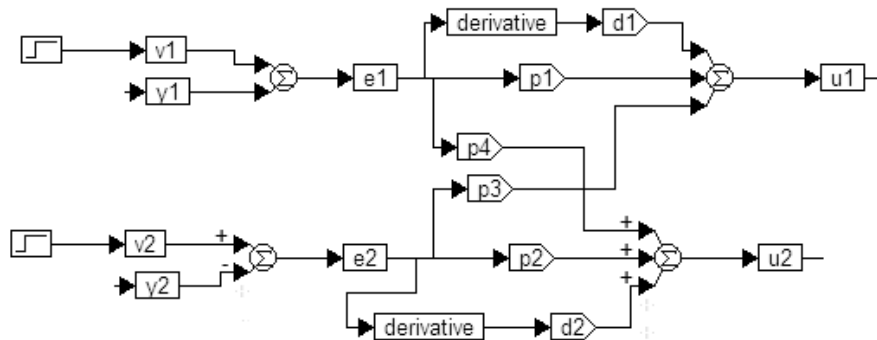 derivative
d1
v1
Σ
e1
p1
Σ
u1
y1
p4
p3
+
v2
+
Σ
e2
+
p2
Σ
u2
-
y2
+
derivative
d2